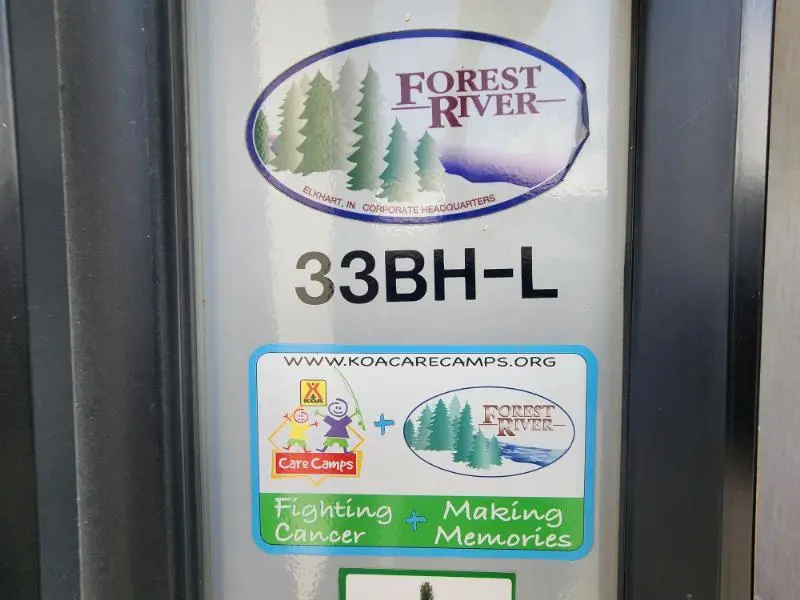 FOREST
RIVER
ELKHART, IN CORPORATE HEADQUARTERS
33BH-L
WWW.KOACARECAMPS.ORG
KOA
Care Camps
+
FOREST
RIVER
Fighting + Making
Cancer Memories